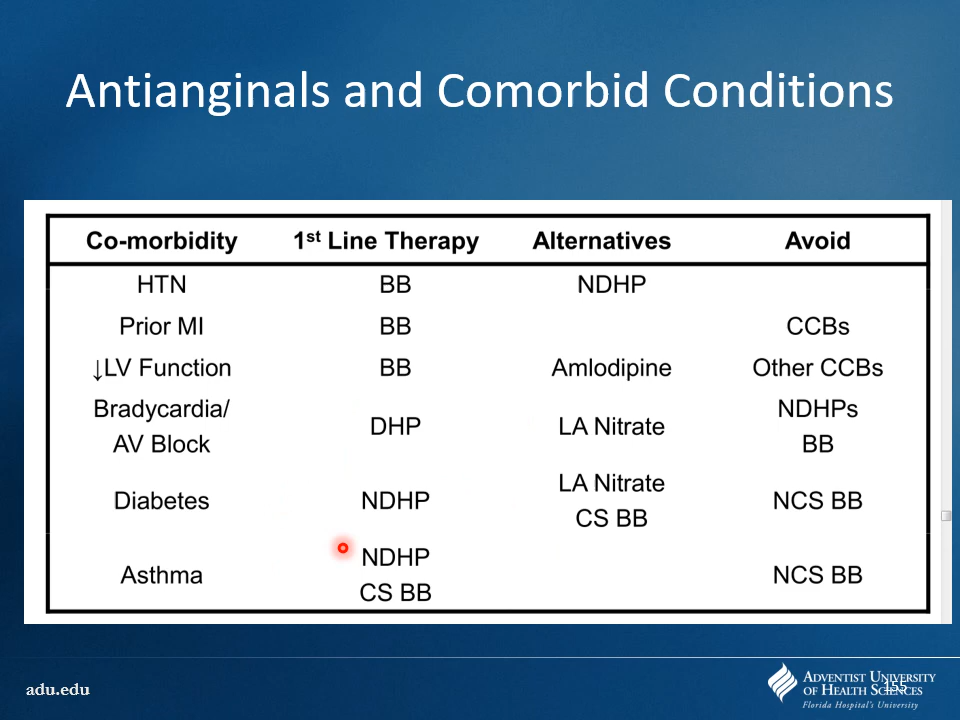 Antianginals and Comorbid Conditions
Co-morbidity 1st Line Therapy Alternatives Avoid
HTN BB NDHP
Prior MI BB CCBs
↓LV Function BB Amlodipine Other CCBs
Bradycardia/
AV Block DHP LA Nitrate NDHPs
BB
Diabetes NDHP LA Nitrate
CS BB NCS BB
Asthma NDHP
CS BB NCS BB
adu.edu
ADVENTIST UNIVERSITY
OF HEALTH SCIENCES
Florida Hospital's University
155